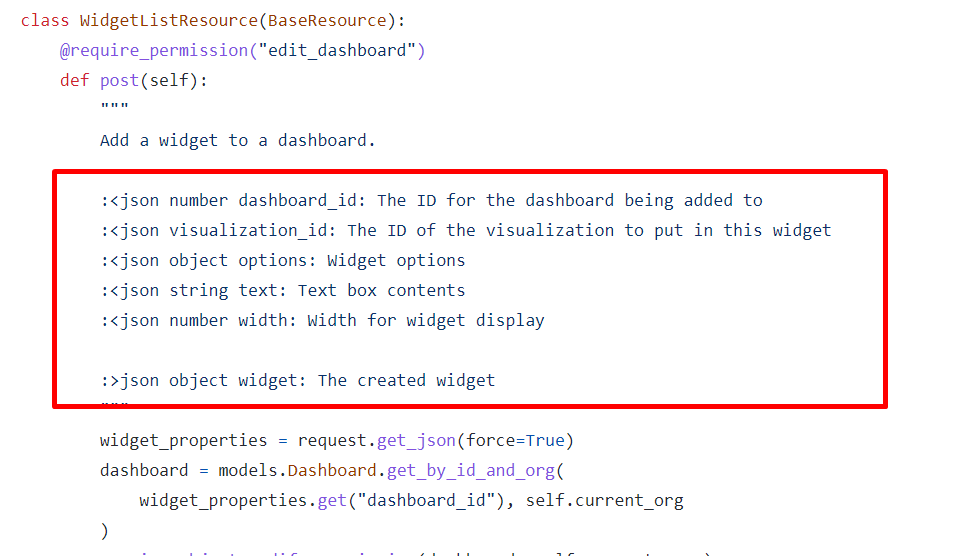 class WidgetListResource(BaseResource):
@require_permission("edit_dashboard")
def post(self):
"""
Add a widget to a dashboard.
:<json number dashboard_id: The ID for the dashboard being added to
:<json visualization_id: The ID of the visualization to put in this widget
:<json object options: Widget options
:<json string text: Text box contents
:<json number width: Width for widget display
:>json object widget: The created widget
"""
widget_properties = request.get_json(force=True)
dashboard = models.Dashboard.get_by_id_and_org(
widget_properties.get("dashboard_id"), self.current_org
)